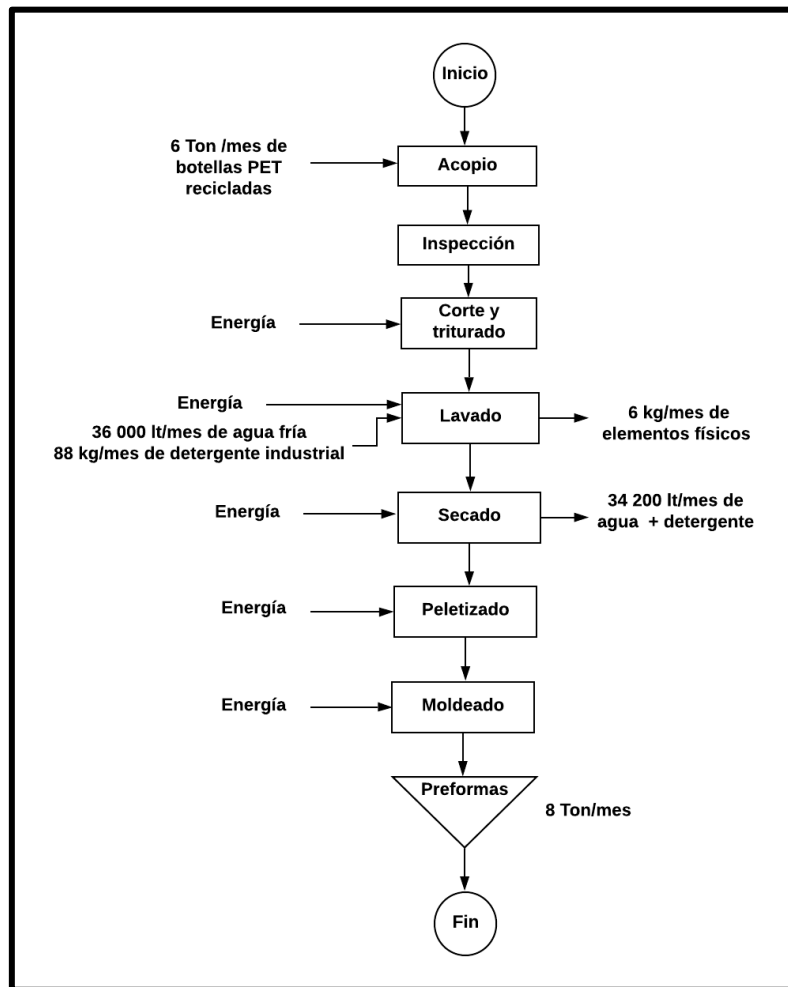 Inicio
6 Ton /mes de
botellas PET
recicladas
Acopio
Inspección
Energía
Corte y
triturado
Energía
36 000 lt/mes de agua fría
88 kg/mes de detergente industrial
Lavado
6 kg/mes de
elementos físicos
Energía
Secado
34 200 lt/mes de
agua + detergente
Energía
Peletizado
Energía
Moldeado
Preformas
8 Ton/mes
Fin